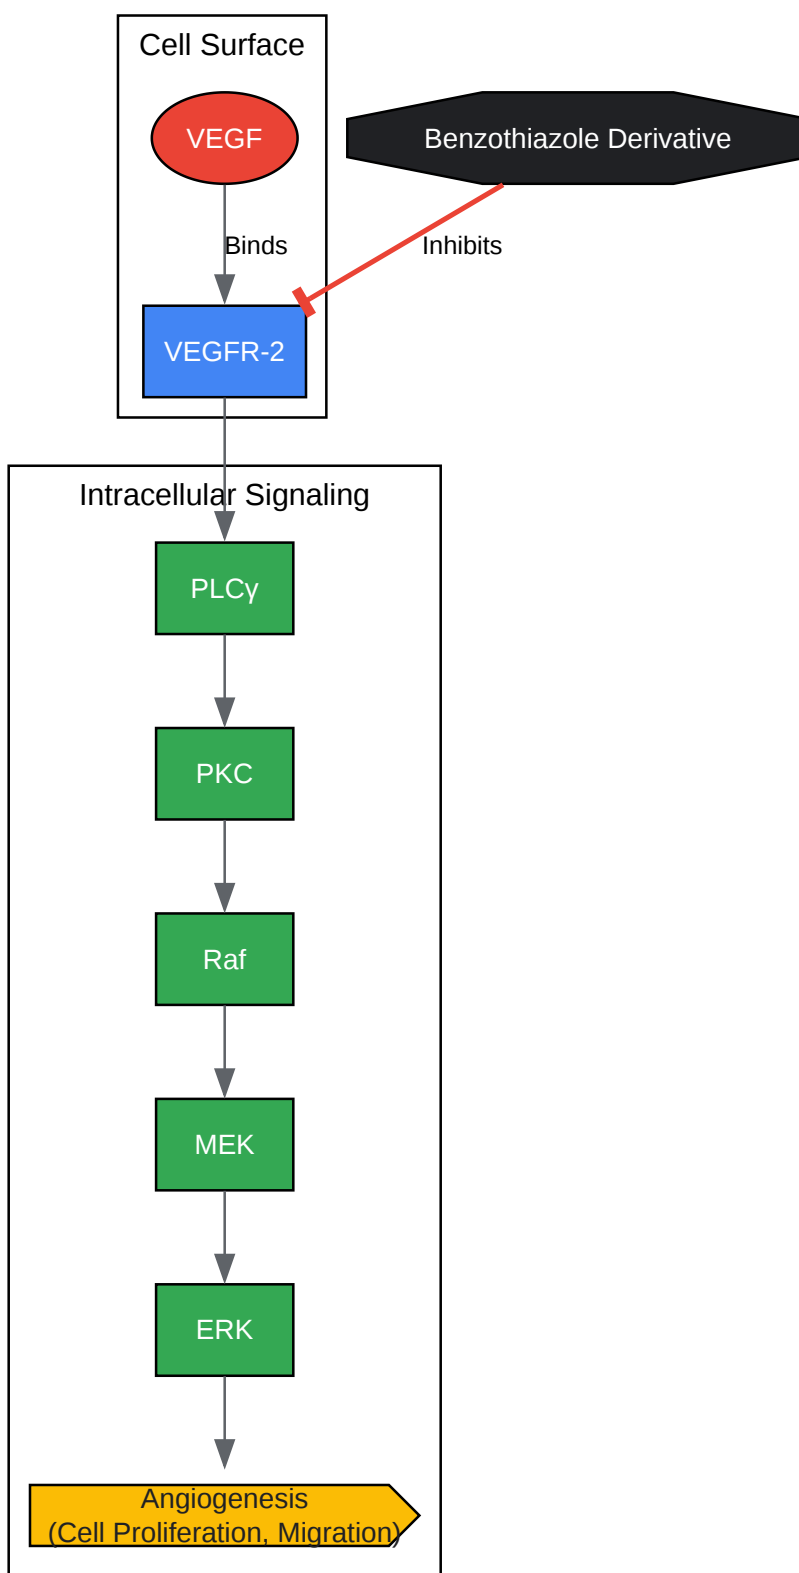 Cell Surface
VEGF
Benzothiazole Derivative
Binds
Inhibits
VEGFR-2
Intracellular Signaling
PLCγ
PKC
Raf
MEK
ERK
Angiogenesis
(Cell Proliferation, Migration)